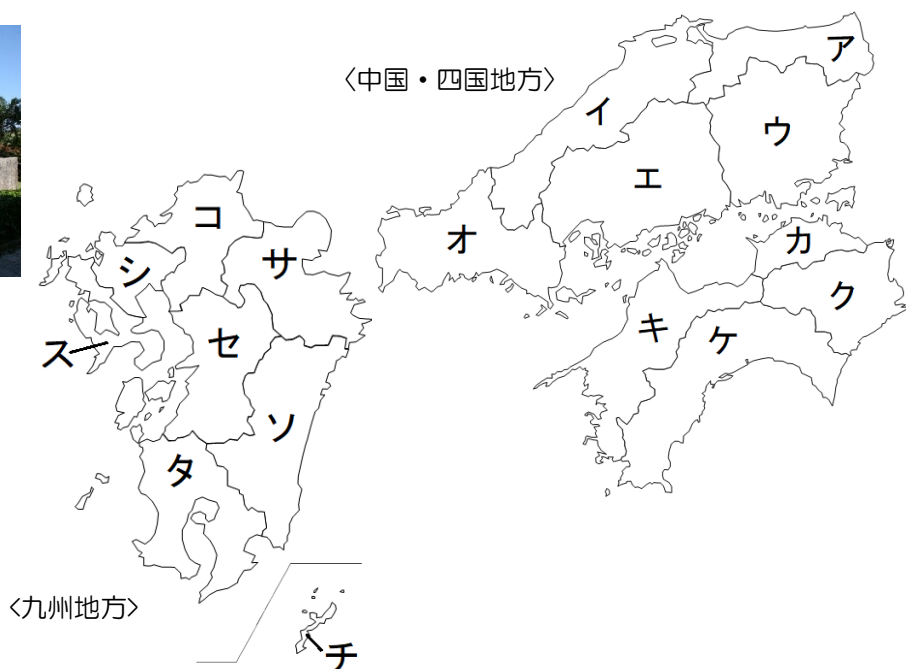 〈中国・四国地方〉
ア
イ
ウ
エ
オ
カ
キ
ク
ケ
コ
サ
シ
ス
セ
ソ
タ
チ
〈九州地方〉